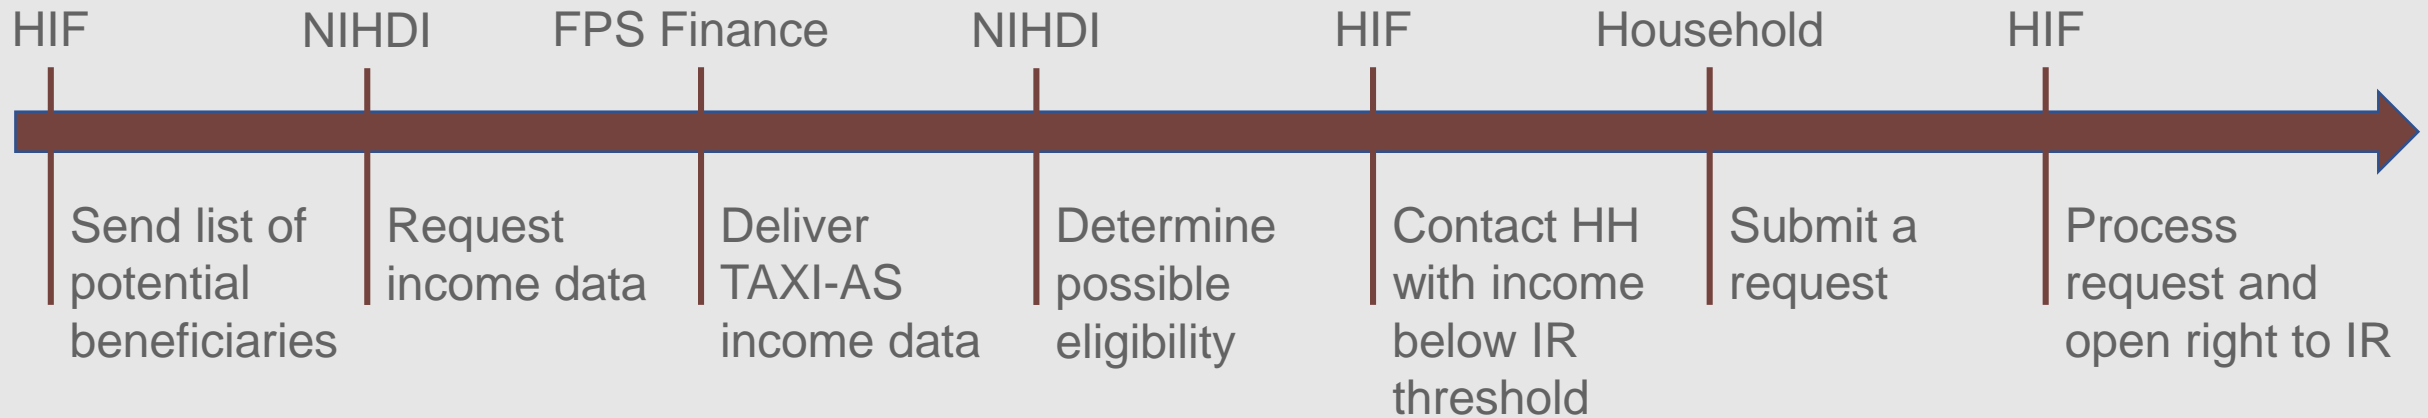 HIF
NIHDI
FPS Finance
NIHDI
HIF
Household
HIF
Send list of
potential
beneficiaries
Request
income data
Deliver
TAXI-AS
income data
Determine
possible
eligibility
Contact HH
with income
below IR
threshold
Submit a
request
Process
request and
open right to IR